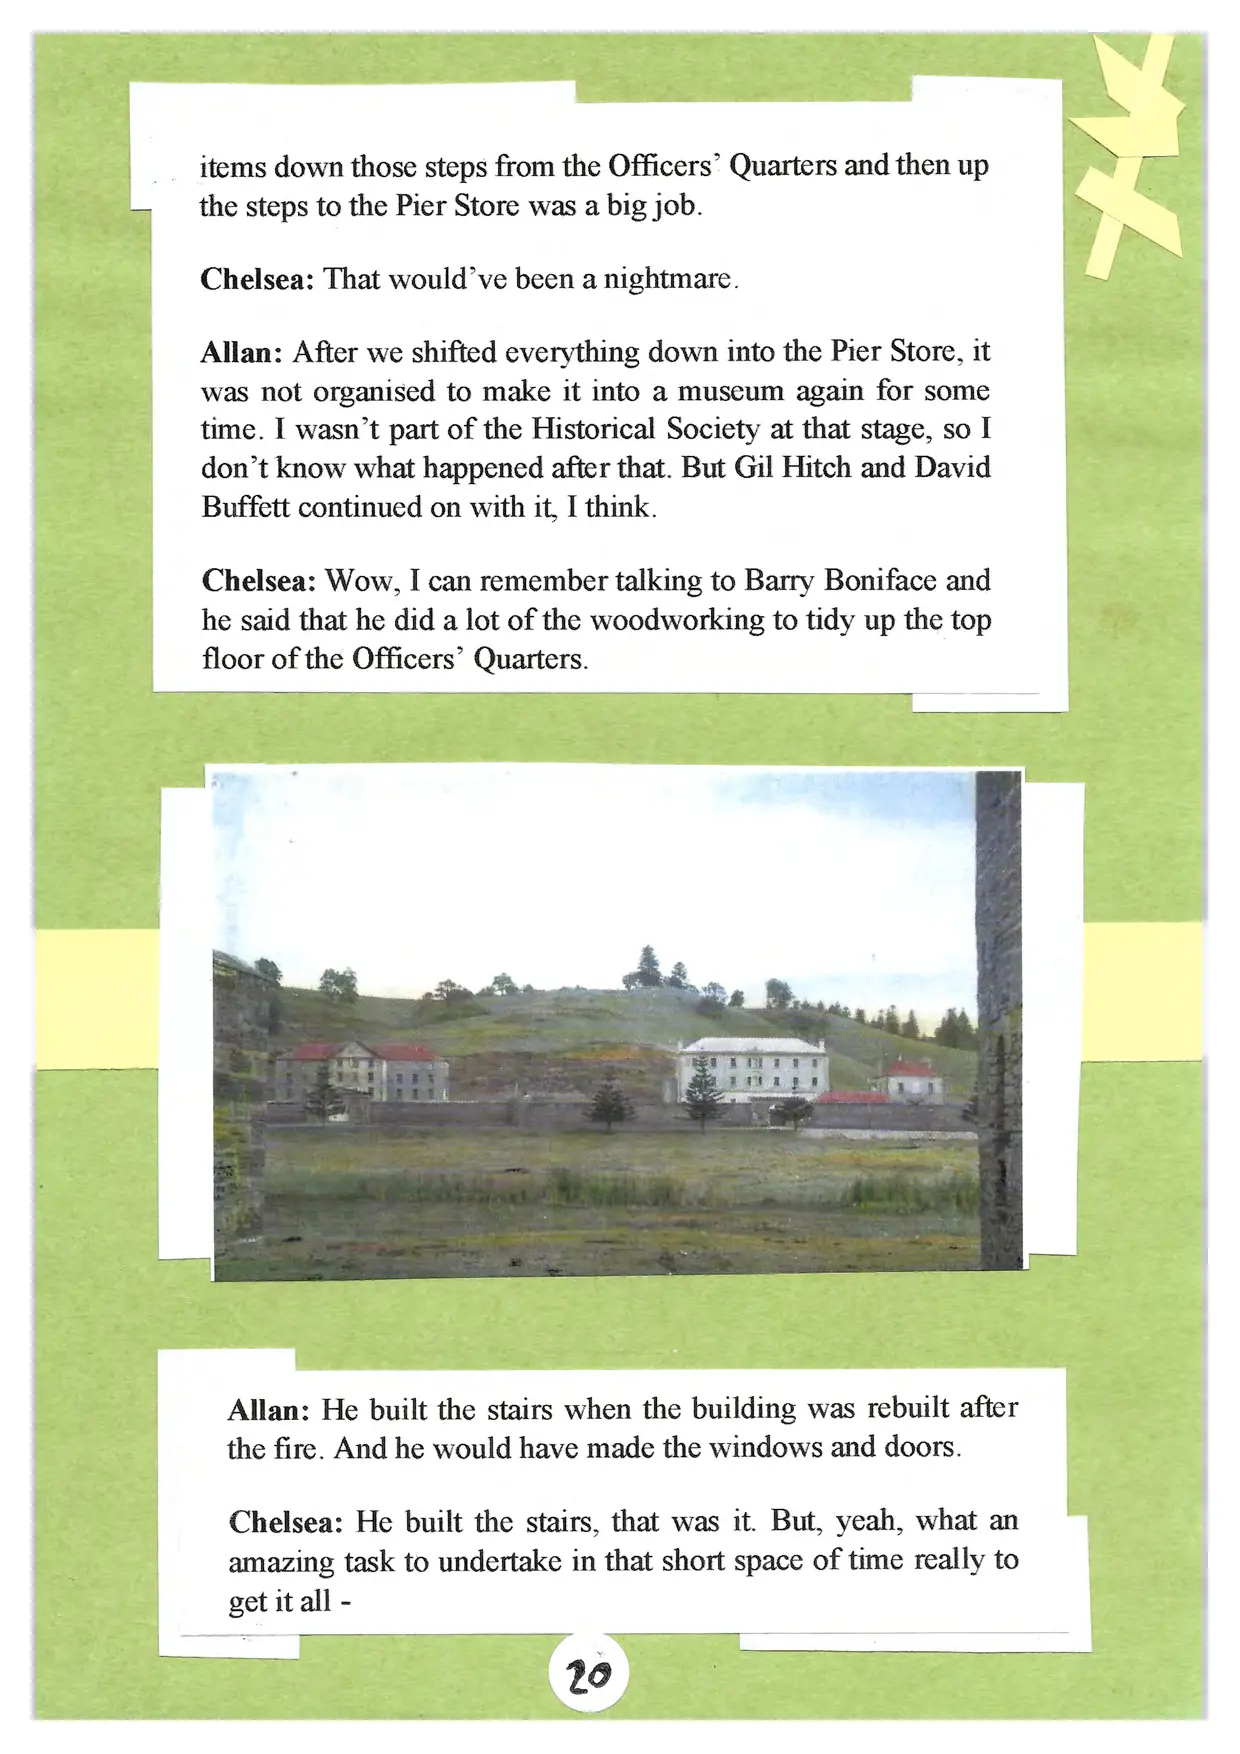 items down those steps from the Officers’ Quarters and then up
the steps to the Pier Store was a big job.
Chelsea: That would’ve been a nightmare.
Allan: After we shifted everything down into the Pier Store, it
was not organised to make it into a museum again for some
time. I wasn’t part of the Historical Society at that stage, so I
don’t know what happened after that. But Gil Hitch and David
Buffett continued on with it, I think.
Chelsea: Wow, I can remember talking to Barry Boniface and
he said that he did a lot of the woodworking to tidy up the top
floor of the Officers’ Quarters.
Allan: He built the stairs when the building was rebuilt after
the fire. And he would have made the windows and doors.
Chelsea: He built the stairs, that was it. But, yeah, what an
amazing task to undertake in that short space of time really to
get it all -
20